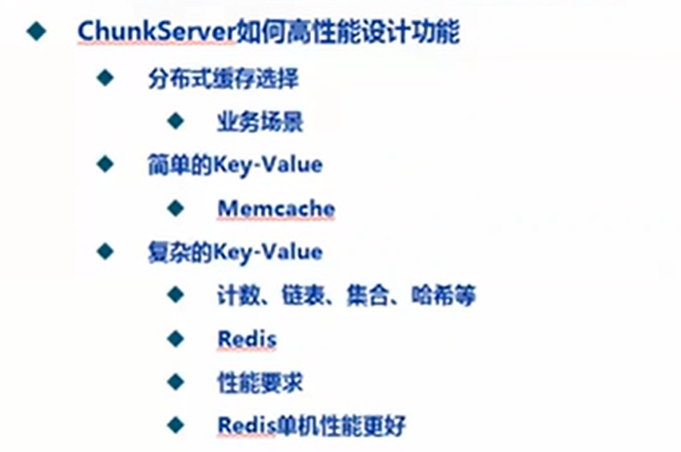 ChunkServer如何高性能设计功能
分布式缓存选择
业务场景
简单的Key-Value
Memcache
复杂的Key-Value
计数、链表、集合、哈希等
Redis
性能要求
Redis单机性能更好